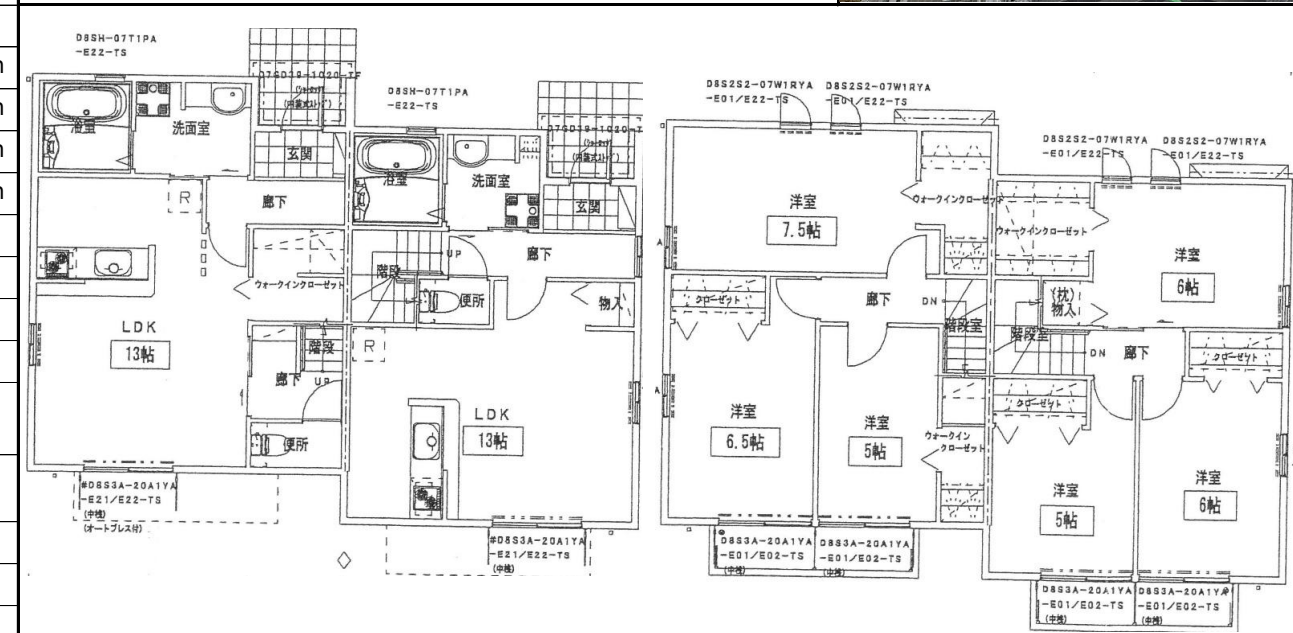 D8SH-07T1PA
-E22-TS
07GD19-1020-TF
浴室
洗面室
玄関
R
廊下
ウォークインクローゼット
LDK
13帖
階段
廊下
UP
便所
#D8S3A-20A1YA
-E21/E22-TS
(中桟)
(オートブレス付)
D8SH-07T1PA
-E22-TS
浴室
洗面室
玄関
階段
UP
廊下
便所
物入
R
LDK
13帖
#D8S3A-20A1YA
-E21/E22-TS
(中桟)
D8S2S2-07W1RYA
-E01/E22-TS
D8S2S2-07W1RYA
-E01/E22-TS
洋室
7.5帖
ウォークインクローゼット
クローゼット
廊下
DN
階段室
A
A
洋室
6.5帖
洋室
5帖
ウォークイン
クローゼット
D8S3A-20A1YA
-E01/E02-TS
(中桟)
D8S3A-20A1YA
-E01/E02-TS
(中桟)
D8S2S2-07W1RYA
-E01/E22-TS
D8S2S2-07W1RYA
-E01/E22-TS
ウォークインクローゼット
洋室
6帖
(枕)
物入
階段室
DN
廊下
クローゼット
クローゼット
洋室
5帖
洋室
6帖
D8S3A-20A1YA
-E01/E02-TS
(中桟)
D8S3A-20A1YA
-E01/E02-TS
(中桟)